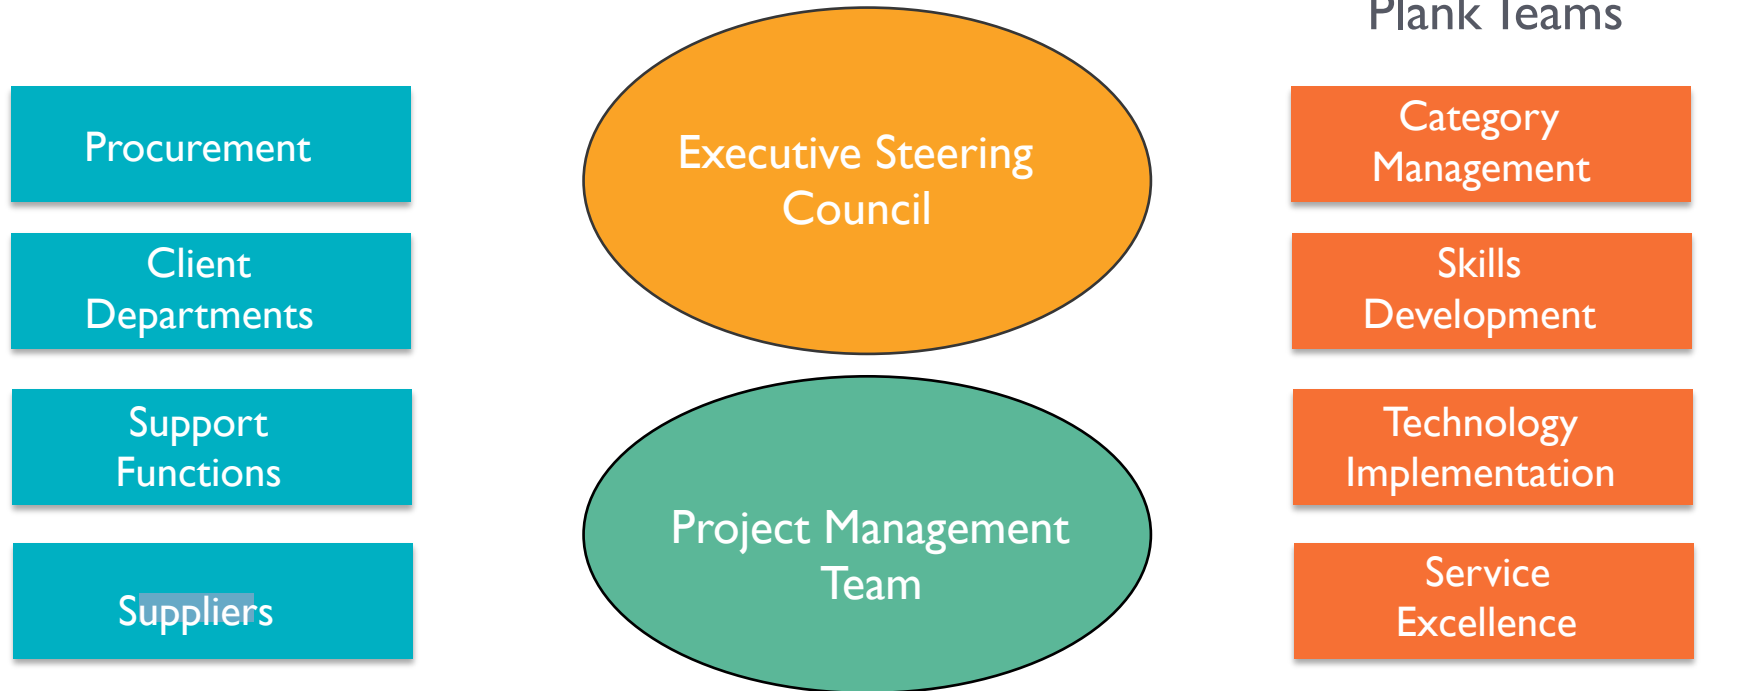 Plank Teams
Procurement
Client
Departments
Support
Functions
Suppliers
Executive Steering
Council
Project Management
Team
Category
Management
Skills
Development
Technology
Implementation
Service
Excellence